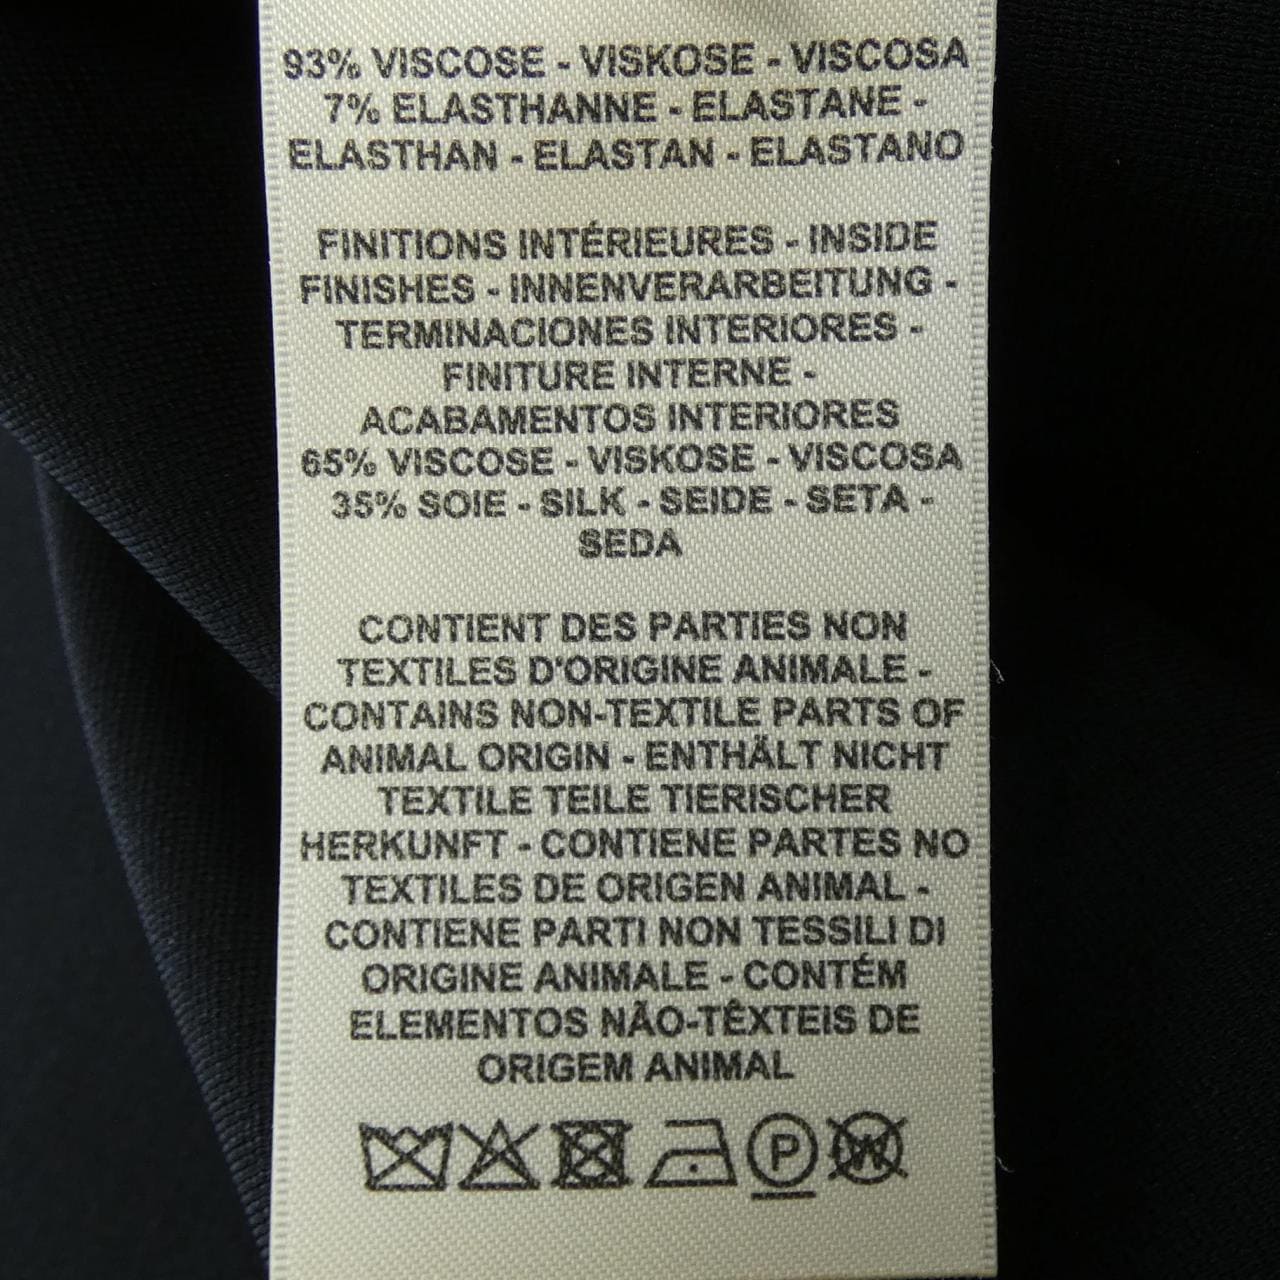 93% VISCOSE - VISKOSE - VISCOSA
7% ELASTHANNE - ELASTANE -
ELASTHAN - ELASTAN - ELASTANO
FINITIONS INTÉRIEURES - INSIDE
FINISHES - INNENVERARBEITUNG -
TERMINACIONES INTERIORES -
FINITURE INTERNE -
ACABAMENTOS INTERIORES
65% VISCOSE - VISKOSE - VISCOSA
35% SOIE - SILK - SEIDE - SETA -
SEDA
CONTIENT DES PARTIES NON
TEXTILES D'ORIGINE ANIMALE -
CONTAINS NON-TEXTILE PARTS OF
ANIMAL ORIGIN - ENTHÄLT NICHT
TEXTILE TEILE TIERISCHER
HERKUNFT - CONTIENE PARTES NO
TEXTILES DE ORIGEN ANIMAL -
CONTIENE PARTI NON TESSILI DI
ORIGINE ANIMALE - CONTÉM
ELEMENTOS NÃO-TÊXTEIS DE
ORIGEM ANIMAL
P W